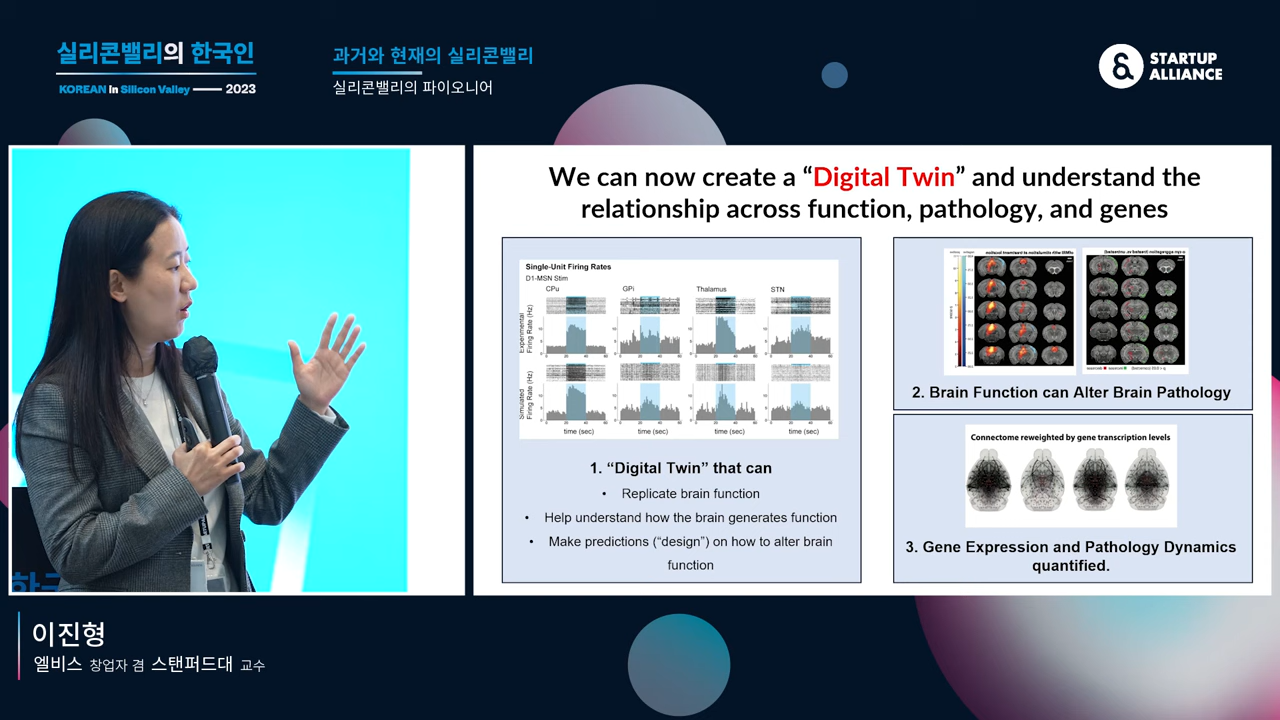 실리콘밸리의 한국인
KOREAN in Silicon Valley 2023
과거와 현재의 실리콘밸리
실리콘밸리의 파이오니어
STARTUP
ALLIANCE
We can now create a “Digital Twin” and understand the
relationship across function, pathology, and genes
Single-Unit Firing Rates
D1-MSN Stim
CPu GPi Thalamus STN
Experimental
Firing Rate (Hz)
Simulated
Firing Rate (Hz)
time (sec) time (sec) time (sec) time (sec)
1. “Digital Twin” that can
• Replicate brain function
• Help understand how the brain generates function
• Make predictions (“design”) on how to alter brain
function
2. Brain Function can Alter Brain Pathology
Connectome reweighted by gene transcription levels
3. Gene Expression and Pathology Dynamics
quantified.
한국
이진형
엘비스 창업자 겸 스탠퍼드대 교수